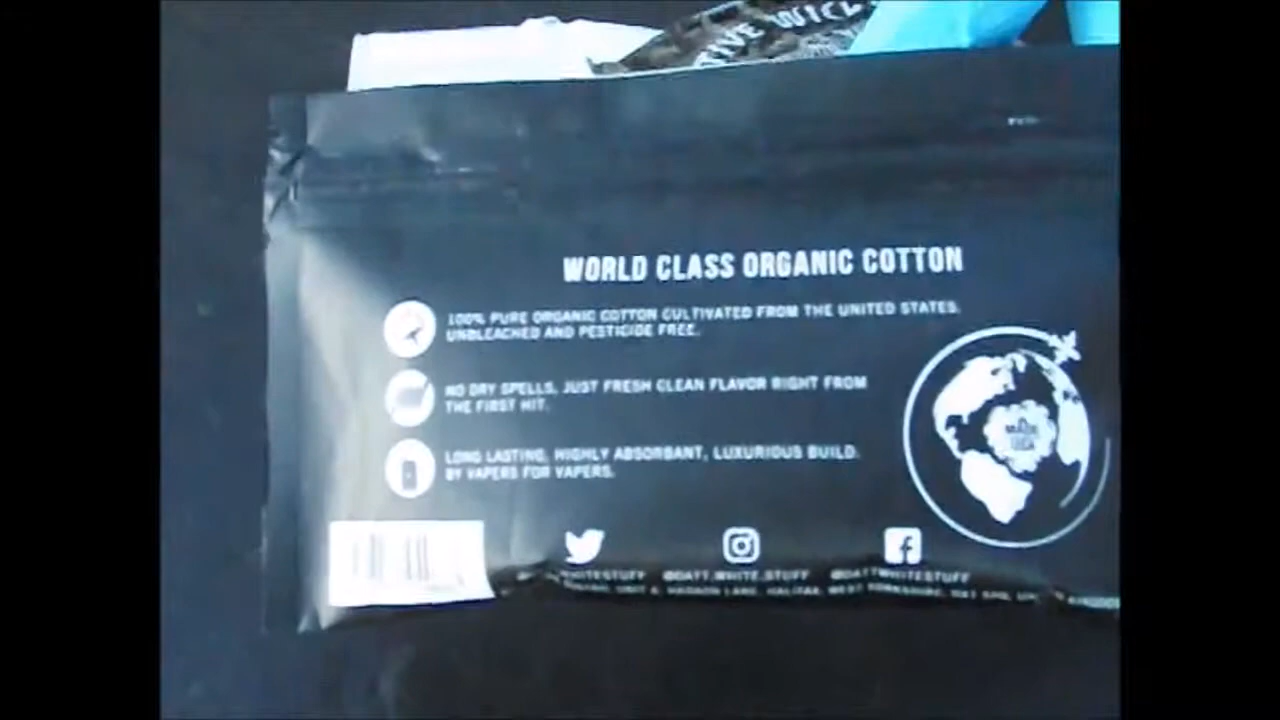 WORLD CLASS ORGANIC COTTON
100% PURE ORGANIC COTTON CULTIVATED FROM THE UNITED STATES.
UNBLEACHED AND PESTICIDE FREE.
NO DRY SPELLS, JUST FRESH CLEAN FLAVOR RIGHT FROM
THE FIRST HIT.
LONG LASTING, HIGHLY ABSORBANT, LUXURIOUS BUILD.
BY VAPERS FOR VAPERS.
MADE
USA
@DATT.WHITE.STUFF @DATTWHITESTUFF
HALIFAX, WEST YORKSHIRE,